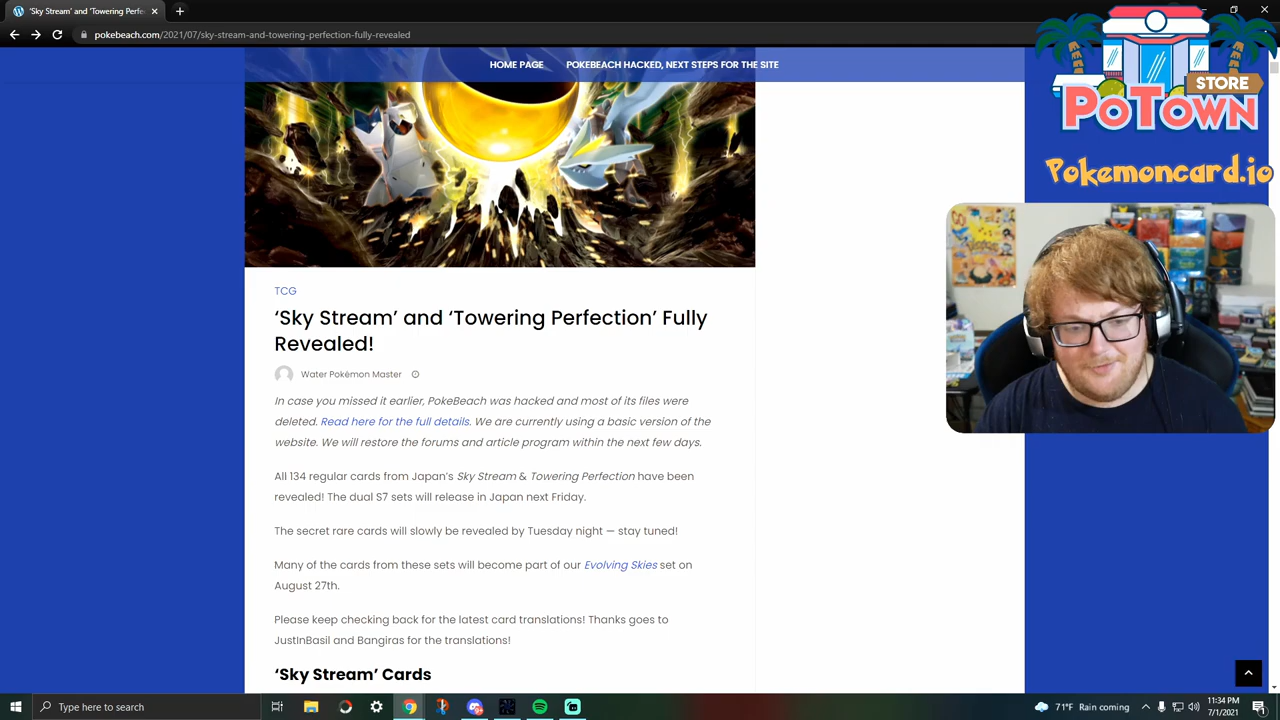 'Sky Stream' and Towering Perfe
pokebeach.com/2021/07/sky-stream-and-towering-perfection-fully-revealed
HOME PAGE
POKEBEACH HACKED, NEXT STEPS FOR THE SITE
STORE
POTOWN
Pokemoncard.io
TCG
‘Sky Stream’ and ‘Towering Perfection’ Fully
Revealed!
Water Pokémon Master
In case you missed it earlier, PokeBeach was hacked and most of its files were
deleted. Read here for the full details. We are currently using a basic version of the
website. We will restore the forums and article program within the next few days.
All 134 regular cards from Japan’s Sky Stream & Towering Perfection have been
revealed! The dual S7 sets will release in Japan next Friday.
The secret rare cards will slowly be revealed by Tuesday night — stay tuned!
Many of the cards from these sets will become part of our Evolving Skies set on
August 27th.
Please keep checking back for the latest card translations! Thanks goes to
JustInBasil and Bangiras for the translations!
‘Sky Stream’ Cards
Type here to search
71°F Rain coming
11:34 PM
7/1/2021